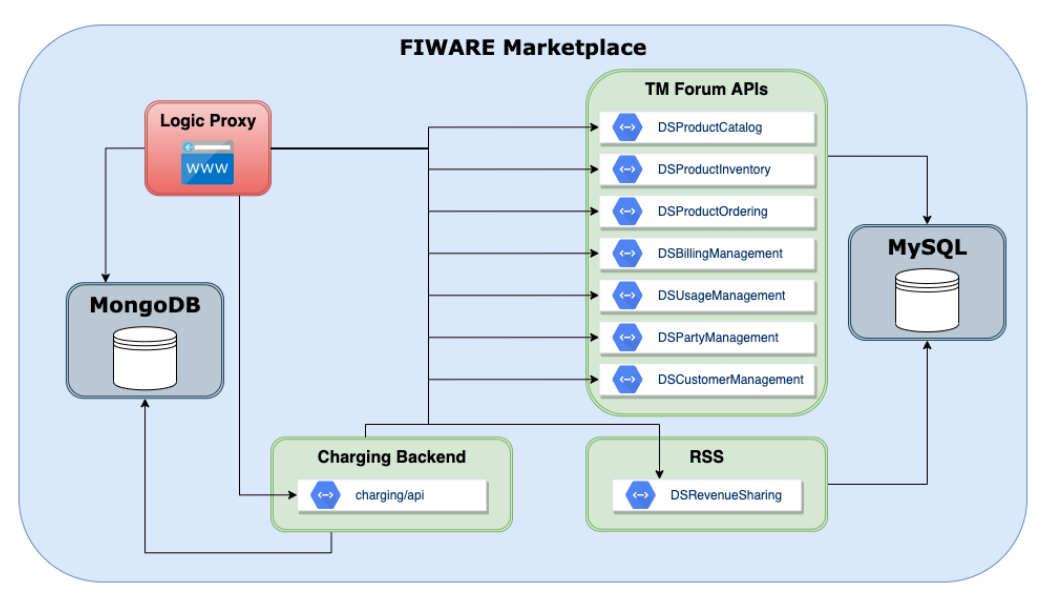 FIWARE Marketplace
TM Forum APIs
Logic Proxy
WWW
DSProductCatalog
DSProductInventory
DSProductOrdering
DSBillingManagement
DSUsageManagement
DSPartyManagement
DSCustomerManagement
MySQL
MongoDB
Charging Backend
charging/api
RSS
DSRevenueSharing